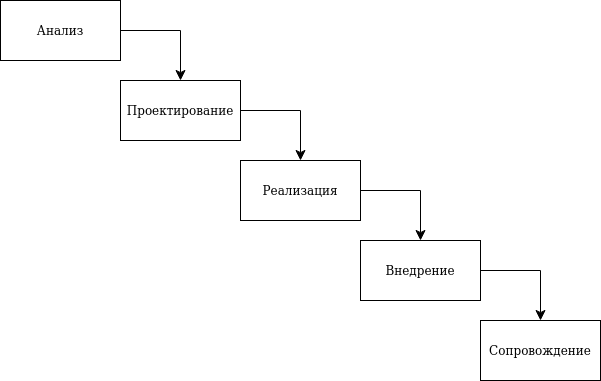 Анализ
Проектирование
Реализация
Внедрение
Сопровождение